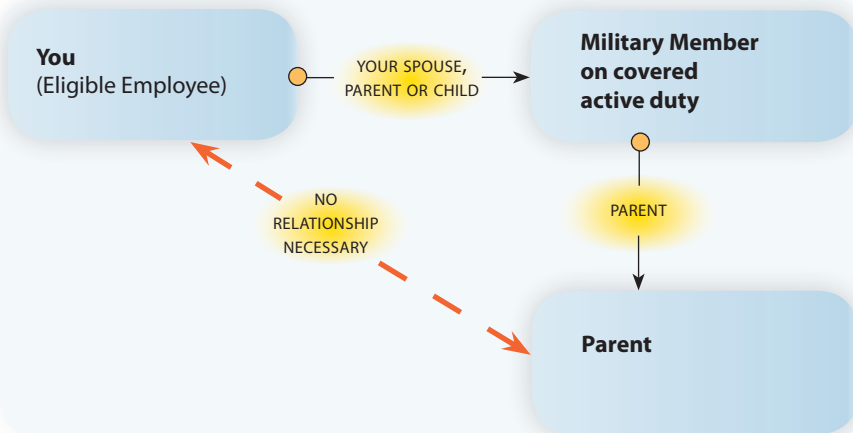 You
(Eligible Employee)
YOUR SPOUSE,
PARENT OR CHILD
Military Member
on covered
active duty
NO
RELATIONSHIP
NECESSARY
PARENT
Parent